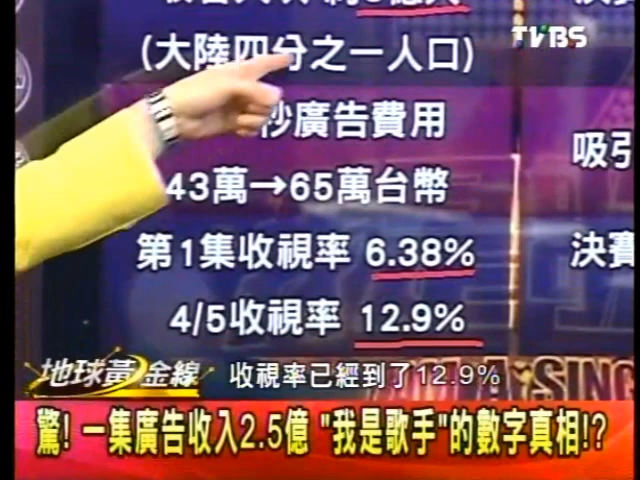 TVBS
(大陸四分之一人口)
秒廣告費用
43萬→65萬台幣
吸引
第1集收視率 6.38%
決賽
4/5收視率 12.9%
地球黃金線
收視率已經到了12.9%
SING
驚! 一集廣告收入2.5億 "我是歌手"的數字真相!?